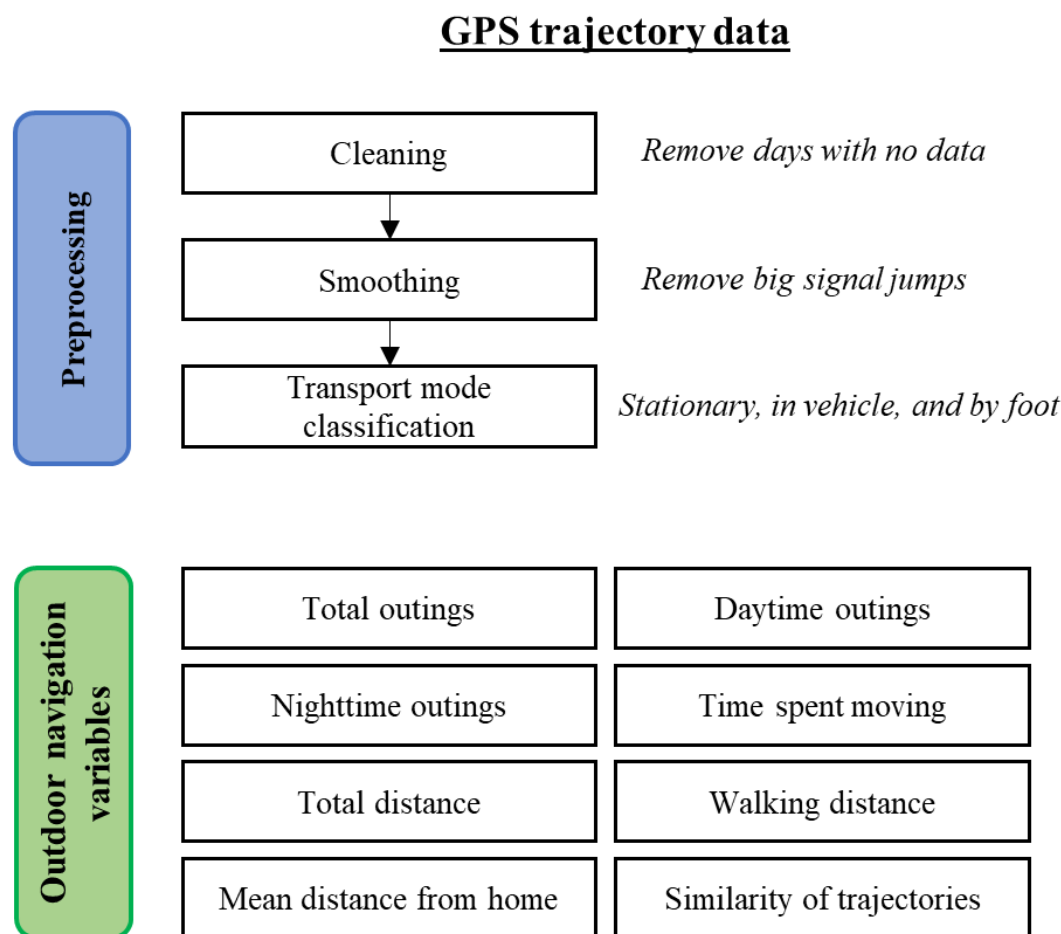 GPS trajectory data
Preprocessing
Cleaning
Remove days with no data
Smoothing
Remove big signal jumps
Transport mode
classification
Stationary, in vehicle, and by foot
Outdoor navigation
variables
Total outings
Daytime outings
Nighttime outings
Time spent moving
Total distance
Walking distance
Mean distance from home
Similarity of trajectories